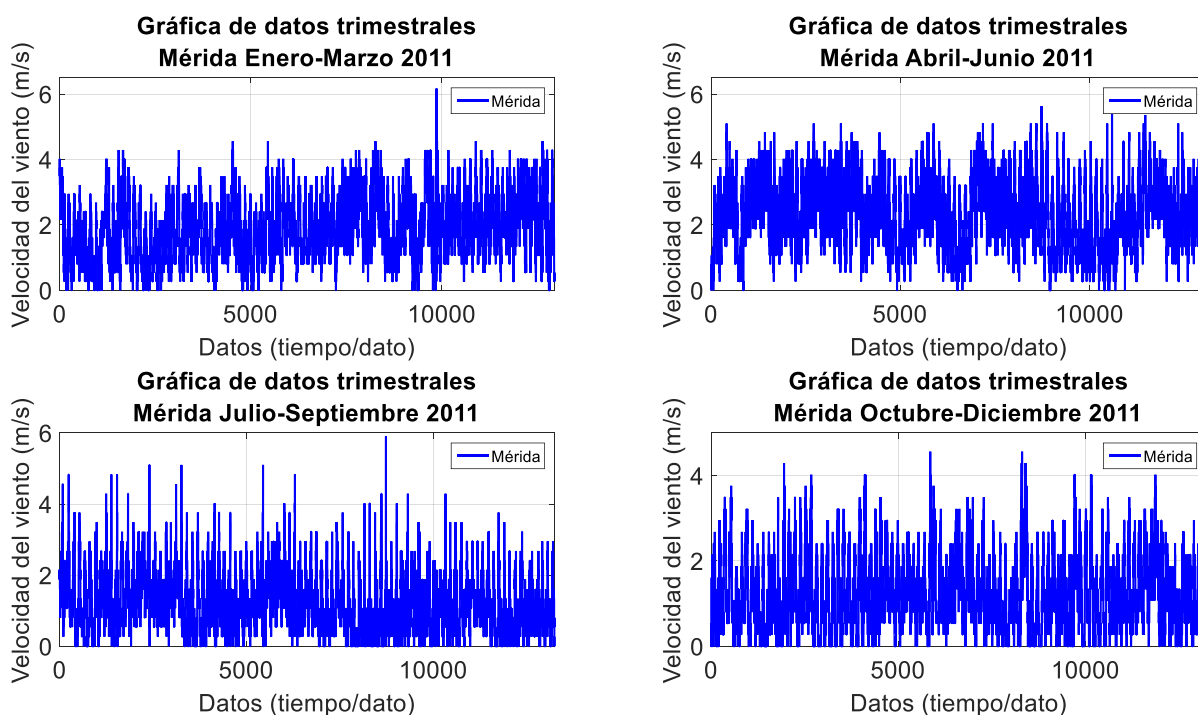 Gráfica de datos trimestrales
Mérida Enero-Marzo 2011
Velocidad del viento (m/s)
6
4
2
0
Mérida
0 5000 10000
Datos (tiempo/dato)
Gráfica de datos trimestrales
Mérida Abril-Junio 2011
Velocidad del viento (m/s)
6
4
2
0
Mérida
0 5000 10000
Datos (tiempo/dato)
Gráfica de datos trimestrales
Mérida Julio-Septiembre 2011
Velocidad del viento (m/s)
6
4
2
0
Mérida
0 5000 10000
Datos (tiempo/dato)
Gráfica de datos trimestrales
Mérida Octubre-Diciembre 2011
Velocidad del viento (m/s)
4
2
0
Mérida
0 5000 10000
Datos (tiempo/dato)